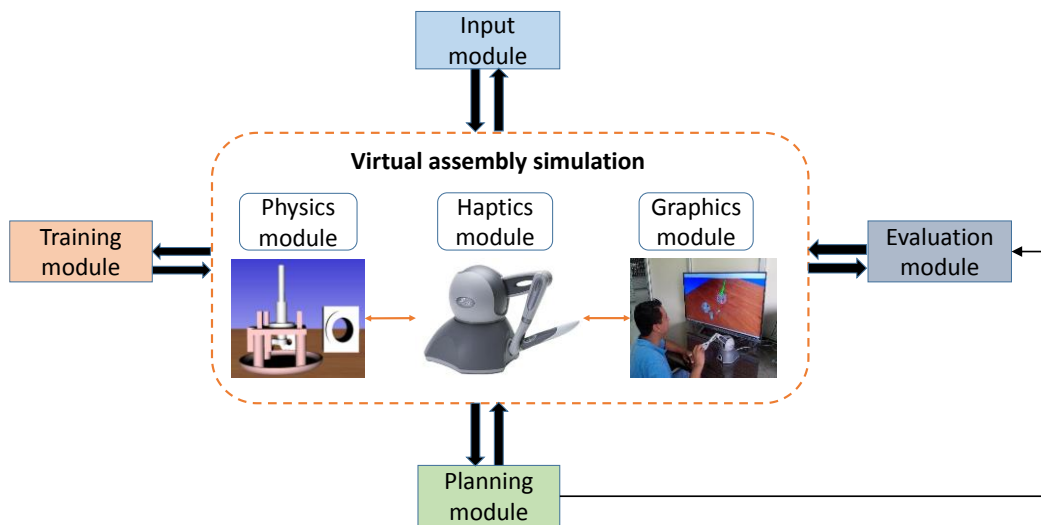 Input
module
Virtual assembly simulation
Physics
module
Haptics
module
Graphics
module
Training
module
Evaluation
module
Planning
module